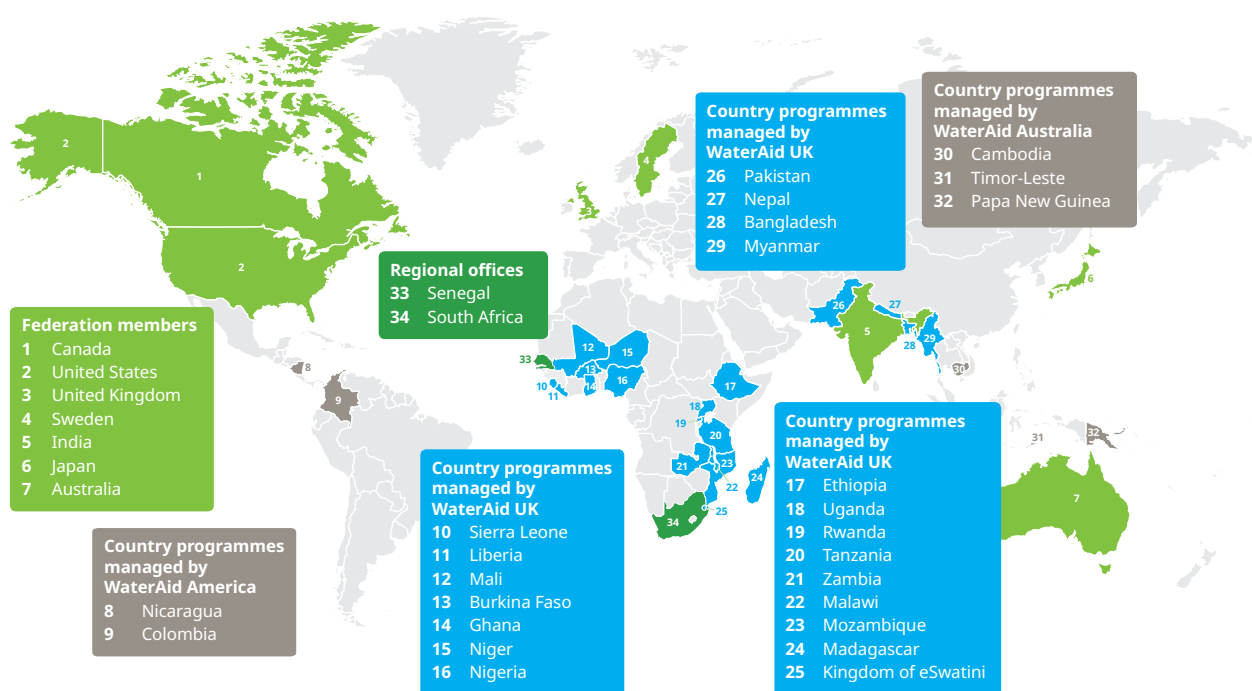 Federation members
1 Canada
2 United States
3 United Kingdom
4 Sweden
5 India
6 Japan
7 Australia
Country programmes
managed by
WaterAid America
8 Nicaragua
9 Colombia
Regional offices
33 Senegal
34 South Africa
Country programmes
managed by
WaterAid UK
10 Sierra Leone
11 Liberia
12 Mali
13 Burkina Faso
14 Ghana
15 Niger
16 Nigeria
Country programmes
managed by
WaterAid UK
26 Pakistan
27 Nepal
28 Bangladesh
29 Myanmar
Country programmes
managed by
WaterAid UK
17 Ethiopia
18 Uganda
19 Rwanda
20 Tanzania
21 Zambia
22 Malawi
23 Mozambique
24 Madagascar
25 Kingdom of eSwatini
Country programmes
managed by
WaterAid Australia
30 Cambodia
31 Timor-Leste
32 Papua New Guinea
2
1
2
3
4
5
6
7
8
9
10
11
12
13
14
15
16
17
18
19
20
21
22
23
24
25
26
27
28
29
30
31
32
33
34